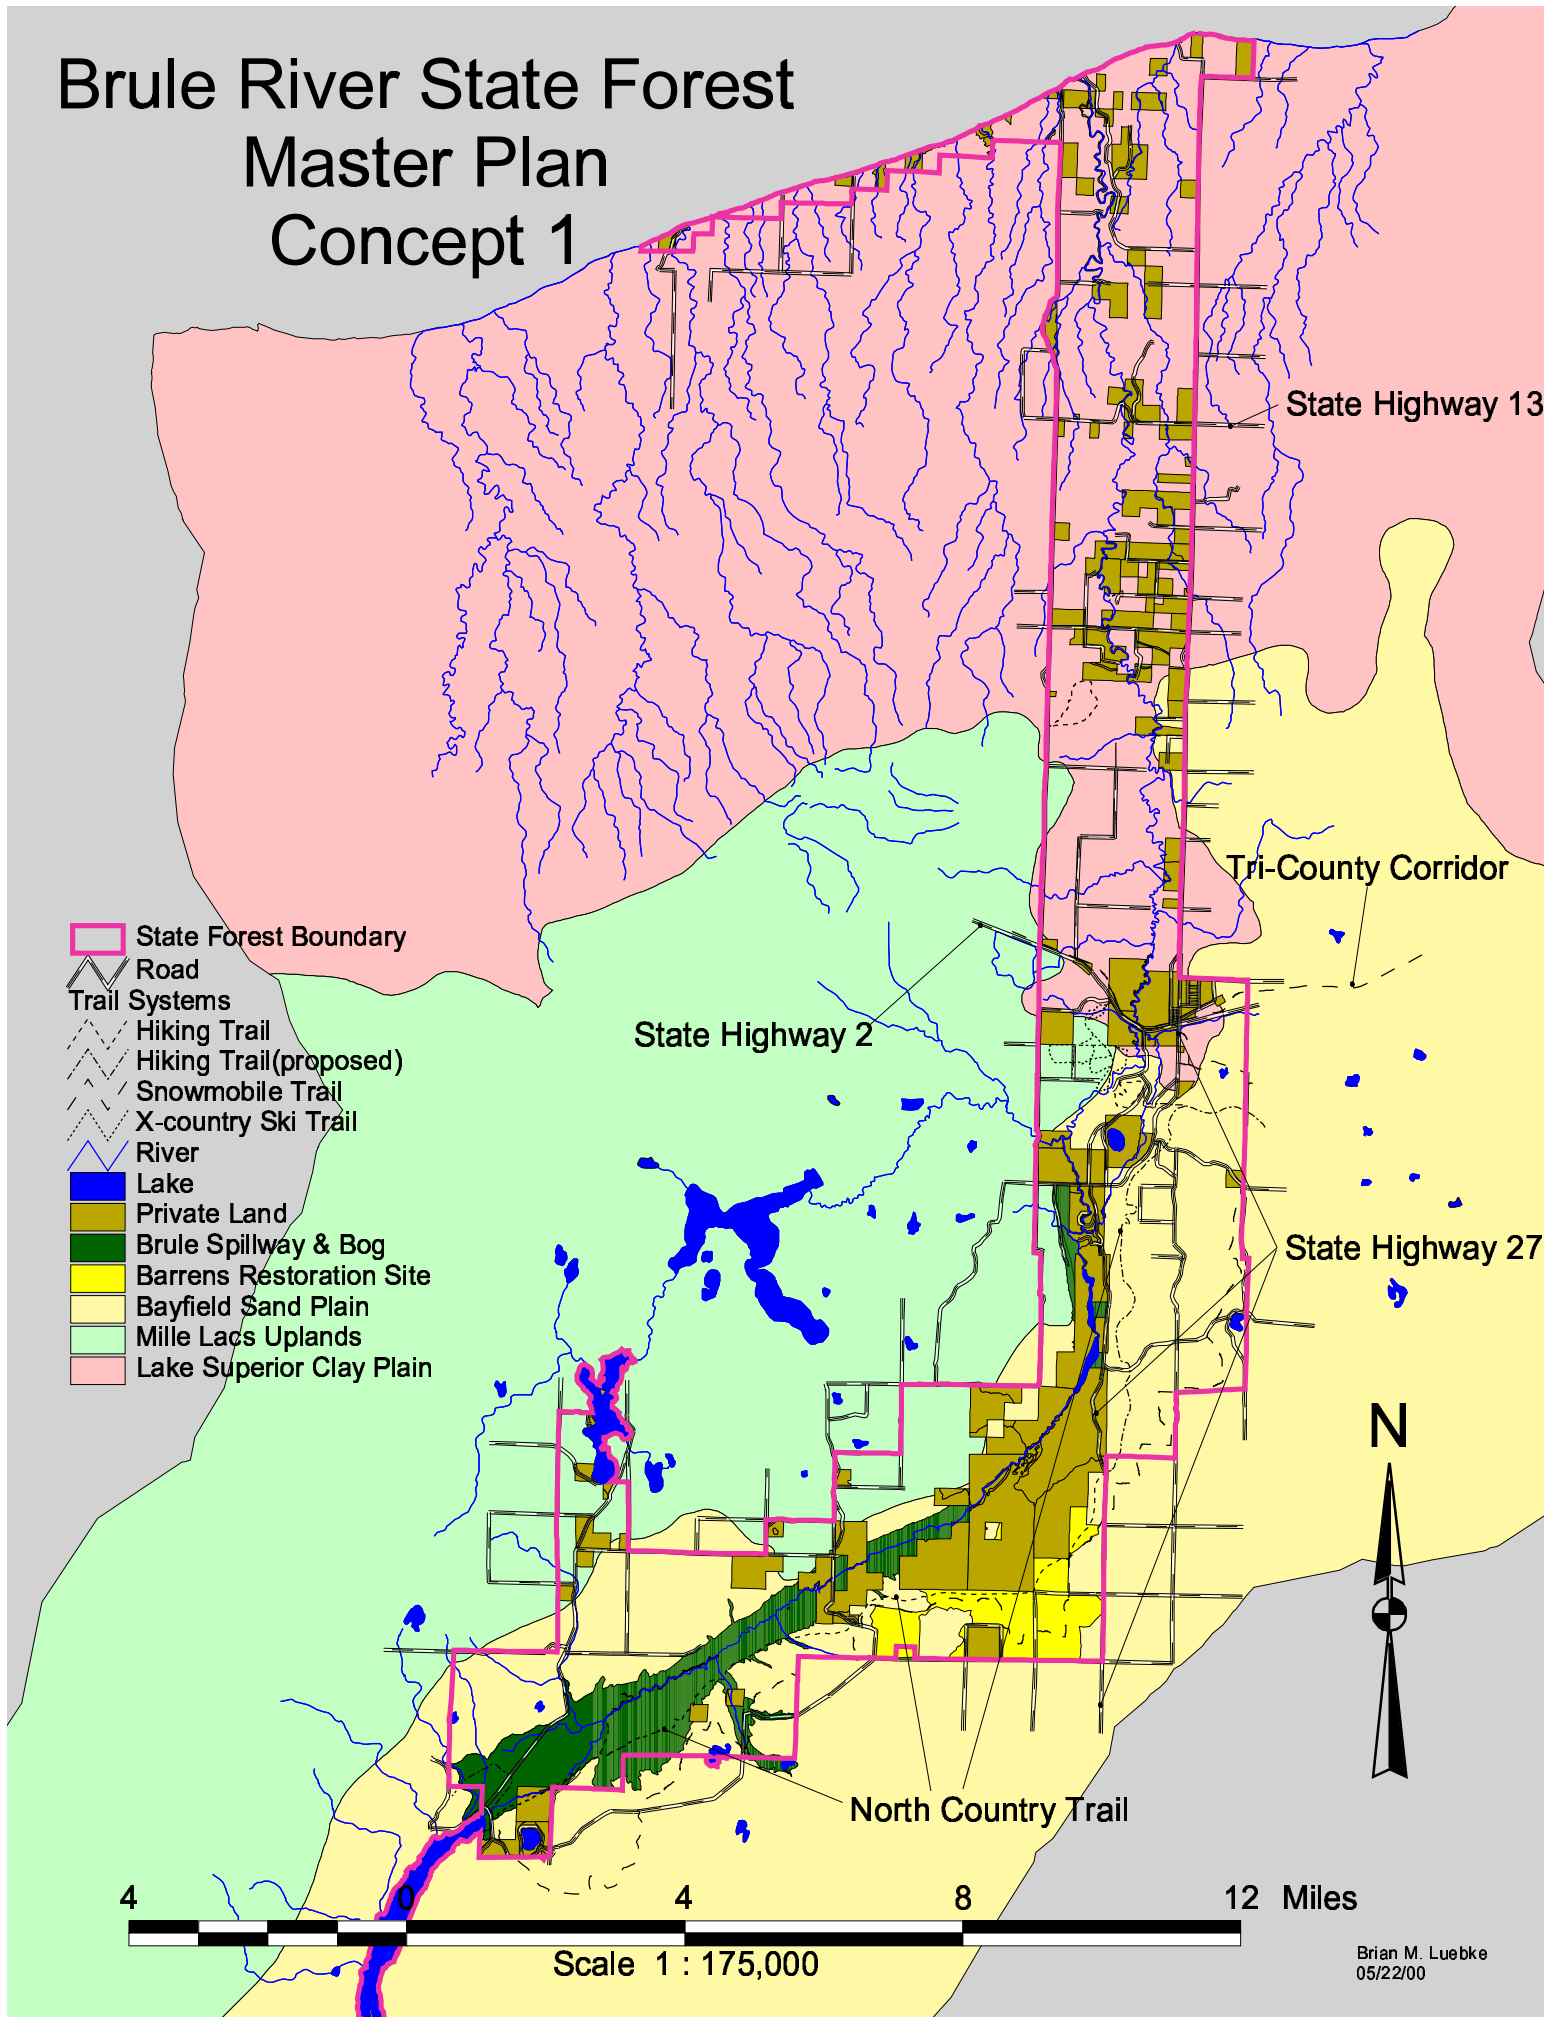 Brule River State Forest
Master Plan
Concept 1
State Highway 13
Tri-County Corridor
State Highway 2
State Forest Boundary
Road
Trail Systems
Hiking Trail
Hiking Trail(proposed)
Snowmobile Trail
X-country Ski Trail
River
Lake
Private Land
Brule Spillway & Bog
Barrens Restoration Site
Bayfield Sand Plain
Mille Lacs Uplands
Lake Superior Clay Plain
State Highway 27
N
North Country Trail
4 0 4 8 12 Miles
Scale 1 : 175,000
Brian M. Luebke
05/22/00